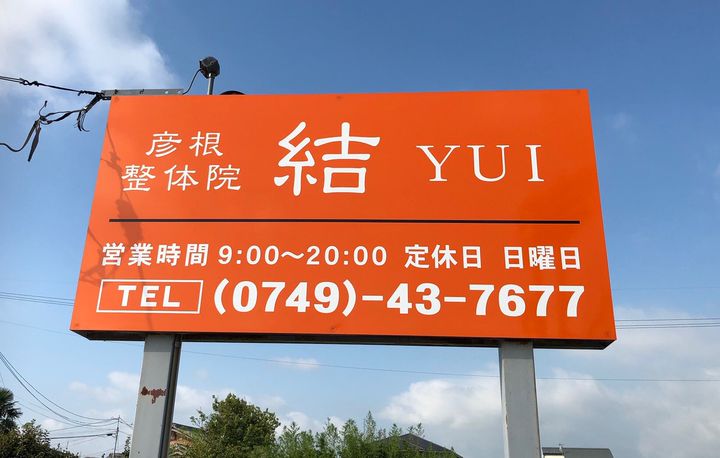 彦根
整体院
結 YUI
営業時間 9:00〜20:00 定休日 日曜日
TEL (0749)-43-7677